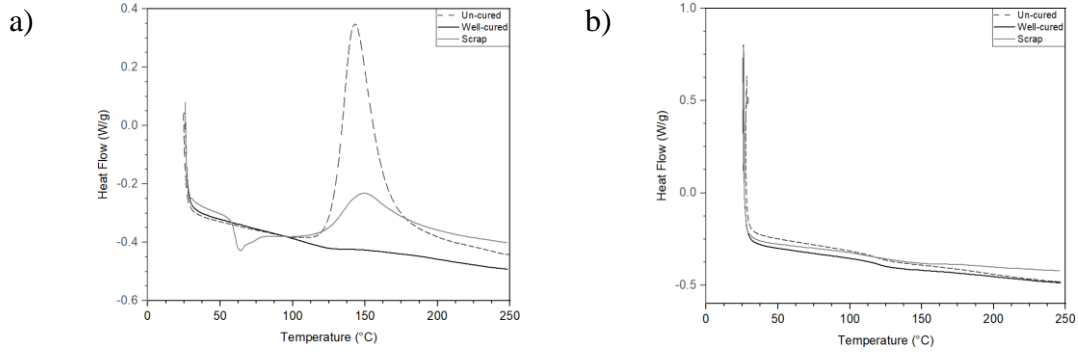 a)
Heat Flow (W/g)
0.4
0.2
0.0
-0.2
-0.4
-0.6
0
50
100
150
200
250
Temperature (°C)
Un-cured
Well-cured
Scrap
b)
Heat Flow (W/g)
1.0
0.5
0.0
-0.5
0
50
100
150
200
250
Temperature (°C)
Un-cured
Well-cured
Scrap